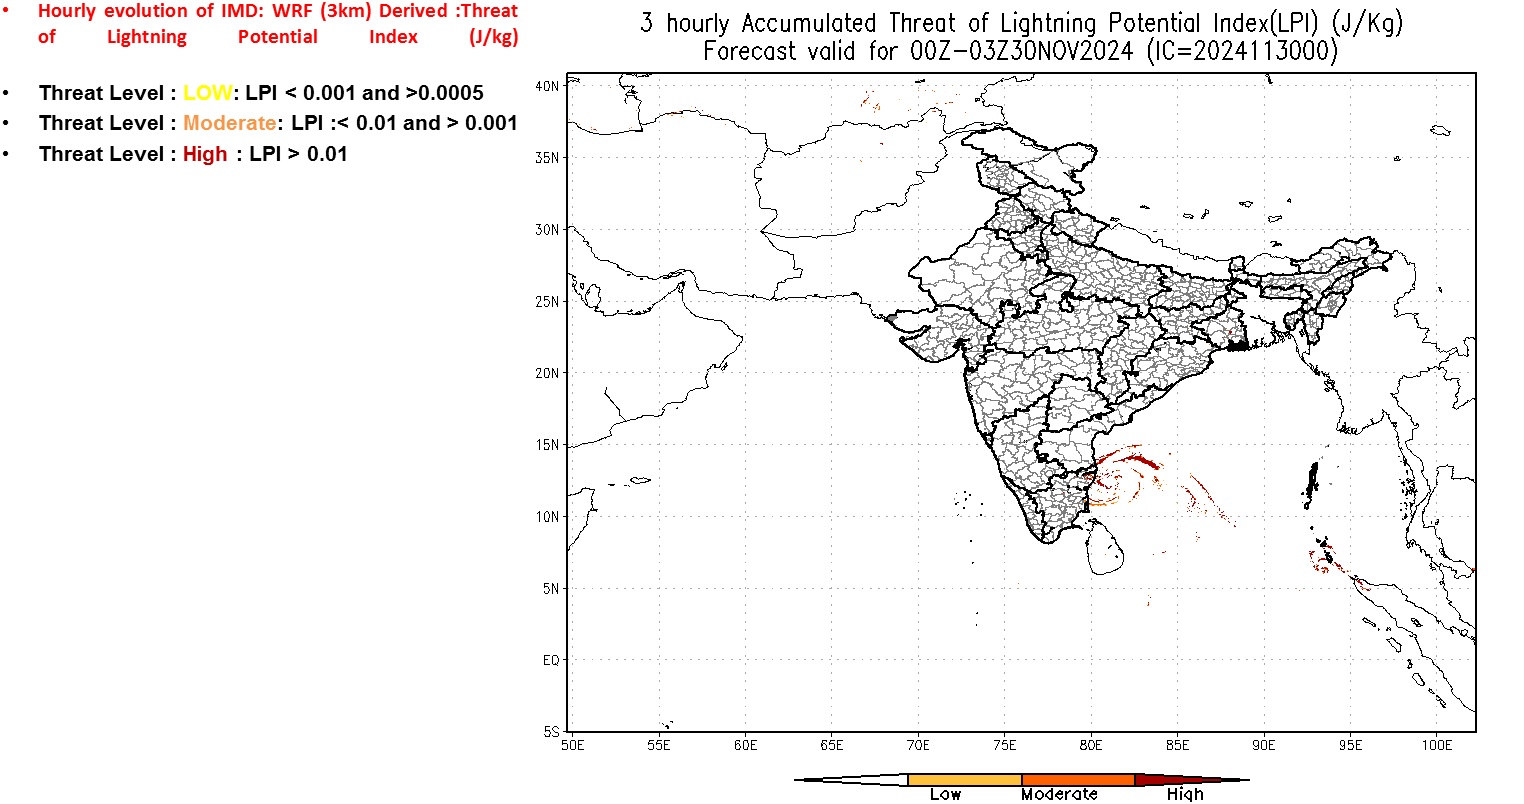 • Hourly evolution of IMD: WRF (3km) Derived :Threat
of Lightning Potential Index (J/kg)
• Threat Level : LOW: LPI < 0.001 and >0.0005
• Threat Level : Moderate: LPI :< 0.01 and > 0.001
• Threat Level : High : LPI > 0.01
3 hourly Accumulated Threat of Lightning Potential Index(LPI) (J/Kg)
Forecast valid for 00Z-03Z30NOV2024 (IC=2024113000)
40N
35N
30N
25N
20N
15N
10N
5N
EQ
5S
50E 55E 60E 65E 70E 75E 80E 85E 90E 95E 100E
Low Moderate High